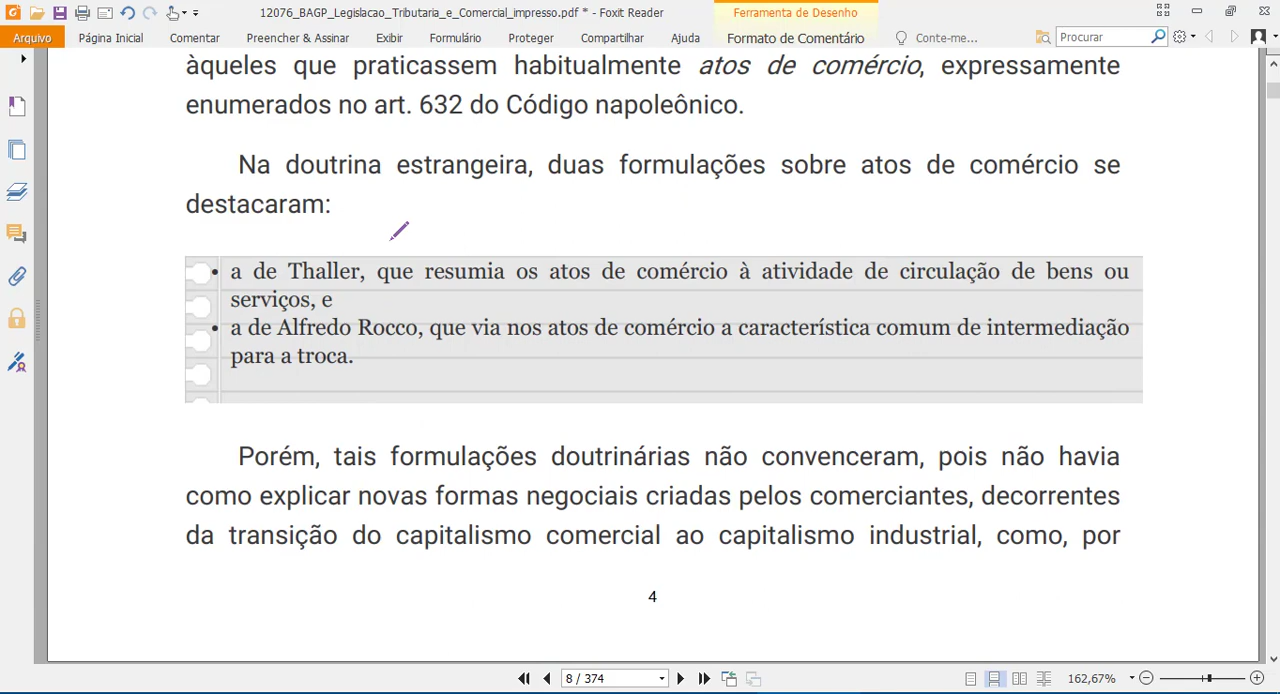 12076_BAGP_Legislacao_Tributaria_e_Comercial_impresso.pdf * - Foxit Reader
Ferramenta de Desenho
Arquivo Página Inicial Comentar Preencher & Assinar Exibir Formulário Proteger Compartilhar Ajuda Formato de Comentário Conte-me... Procurar
àqueles que praticassem habitualmente atos de comércio, expressamente
enumerados no art. 632 do Código napoleônico.
Na doutrina estrangeira, duas formulações sobre atos de comércio se
destacaram:
• a de Thaller, que resumia os atos de comércio à atividade de circulação de bens ou
serviços, e
• a de Alfredo Rocco, que via nos atos de comércio a característica comum de intermediação
para a troca.
Porém, tais formulações doutrinárias não convenceram, pois não havia
como explicar novas formas negociais criadas pelos comerciantes, decorrentes
da transição do capitalismo comercial ao capitalismo industrial, como, por
4
8 / 374 162,67%